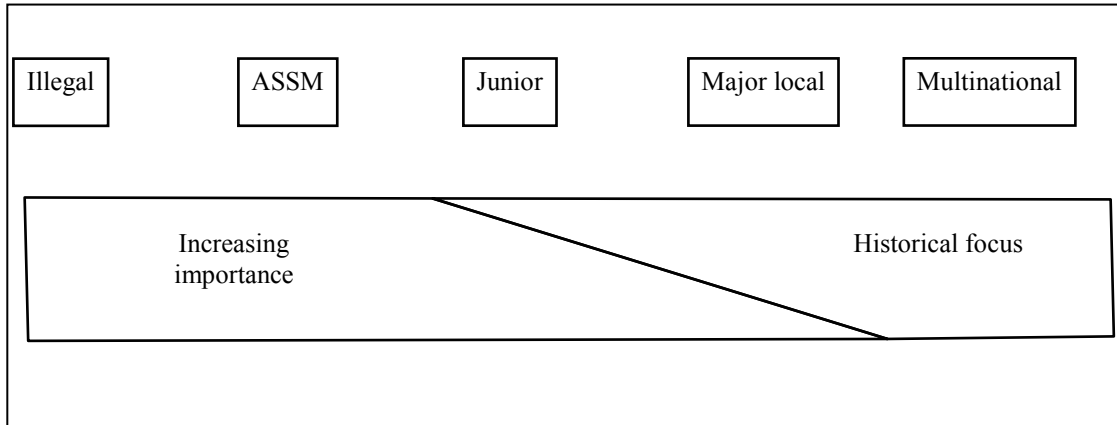 Illegal
ASSM
Junior
Major local
Multinational
Increasing
importance
Historical focus